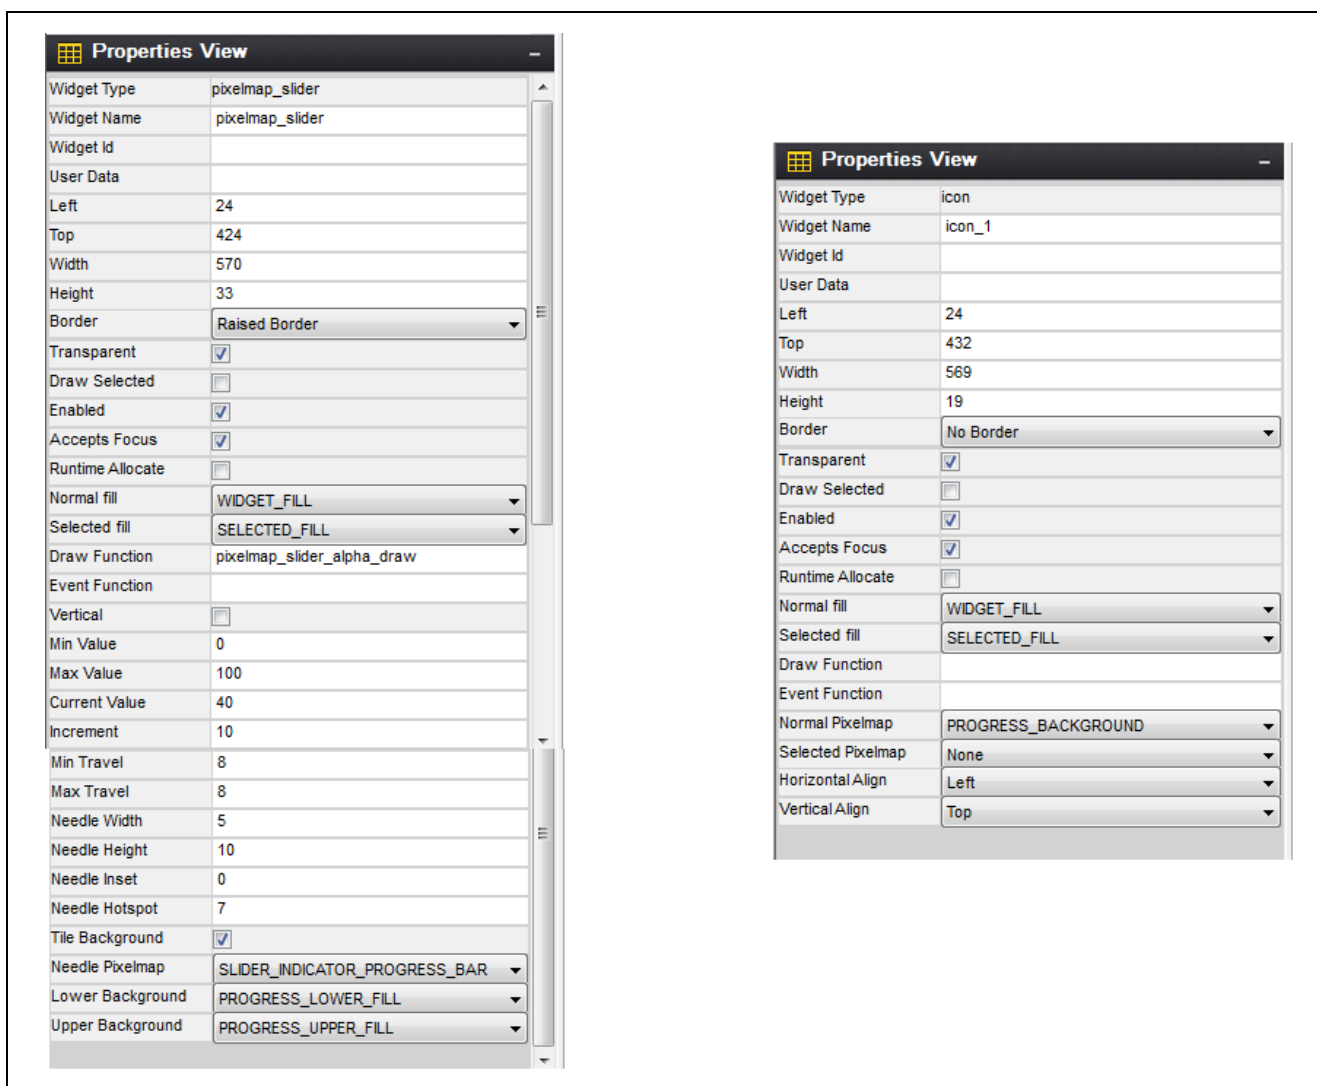 Properties View
Widget Type pixelmap_slider
Widget Name pixelmap_slider
Widget Id
User Data
Left 24
Top 424
Width 570
Height 33
Border Raised Border
Transparent
Draw Selected
Enabled
Accepts Focus
Runtime Allocate
Normal fill WIDGET_FILL
Selected fill SELECTED_FILL
Draw Function pixelmap_slider_alpha_draw
Event Function
Vertical
Min Value 0
Max Value 100
Current Value 40
Increment 10
Min Travel 8
Max Travel 8
Needle Width 5
Needle Height 10
Needle Inset 0
Needle Hotspot 7
Tile Background
Needle Pixelmap SLIDER_INDICATOR_PROGRESS_BAR
Lower Background PROGRESS_LOWER_FILL
Upper Background PROGRESS_UPPER_FILL
Properties View
Widget Type icon
Widget Name icon_1
Widget Id
User Data
Left 24
Top 432
Width 569
Height 19
Border No Border
Transparent
Draw Selected
Enabled
Accepts Focus
Runtime Allocate
Normal fill WIDGET_FILL
Selected fill SELECTED_FILL
Draw Function
Event Function
Normal Pixelmap PROGRESS_BACKGROUND
Selected Pixelmap None
Horizontal Align Left
Vertical Align Top